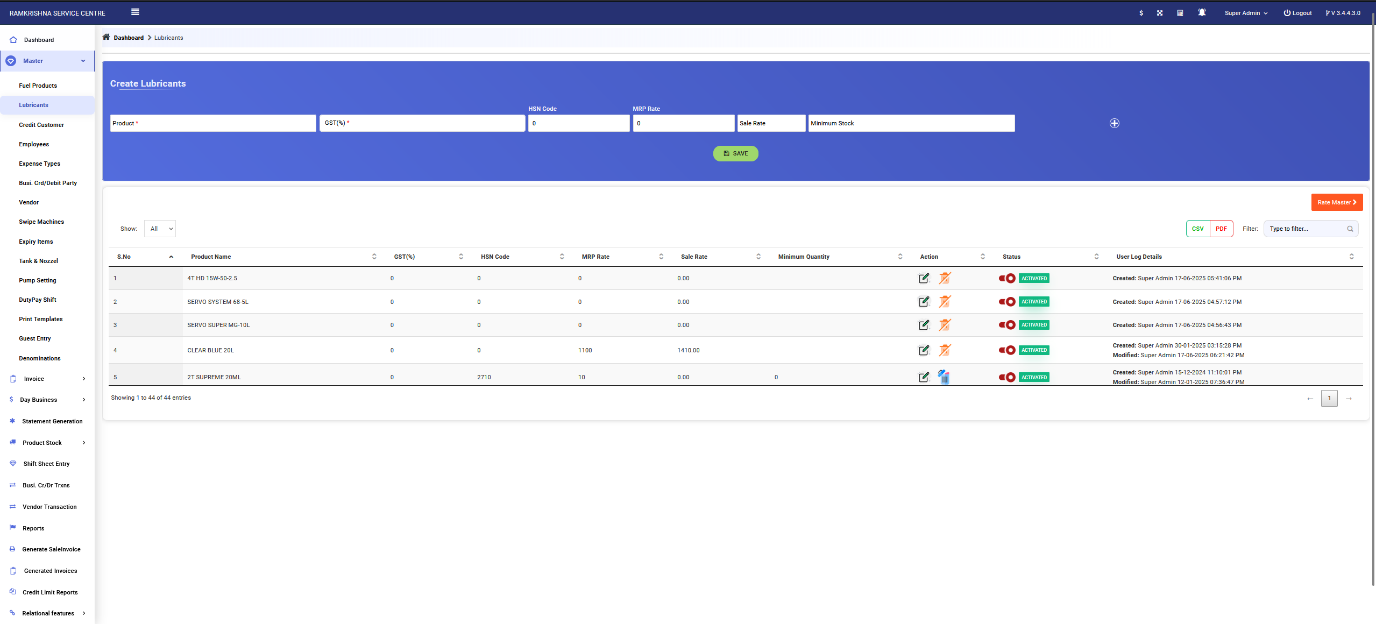 RAMKRISHNA SERVICE CENTRE
$ Super Admin Logout V 3.4.4.3.0
Dashboard
Master
Fuel Products
Lubricants
Credit Customer
Employees
Expense Types
Busi. Crd/Debit Party
Vendor
Swipe Machines
Expiry Items
Tank & Nozzel
Pump Setting
DutyPay Shift
Print Templates
Guest Entry
Denominations
Invoice
$ Day Business
Statement Generation
Product Stock
Shift Sheet Entry
Busi. Cr/Dr Trxns
Vendor Transaction
Reports
Generate SaleInvoice
Generated Invoices
Credit Limit Reports
Relational features
Dashboard > Lubricants
Create Lubricants
HSN Code MRP Rate
Product * GST(%) * 0 0 Sale Rate Minimum Stock
SAVE
Rate Master
Show: All CSV PDF Filter: Type to filter...
S.No Product Name GST(%) HSN Code MRP Rate Sale Rate Minimum Quantity Action Status User Log Details
1 4T HD 15W-50-2.5 0 0 0 0.00 ACTIVATED Created: Super Admin 17-06-2025 05:41:06 PM
2 SERVO SYSTEM 68-5L 0 0 0 0.00 ACTIVATED Created: Super Admin 17-06-2025 04:57:12 PM
3 SERVO SUPER MG-10L 0 0 0 0.00 ACTIVATED Created: Super Admin 17-06-2025 04:56:43 PM
4 CLEAR BLUE 20L 0 0 1100 1410.00 ACTIVATED Created: Super Admin 30-01-2025 03:15:28 PM
Modified: Super Admin 17-06-2025 06:21:42 PM
5 2T SUPREME 20ML 0 2710 10 0.00 0 ACTIVATED Created: Super Admin 15-12-2024 11:10:01 PM
Modified: Super Admin 12-01-2025 07:36:47 PM
Showing 1 to 44 of 44 entries
← 1 →